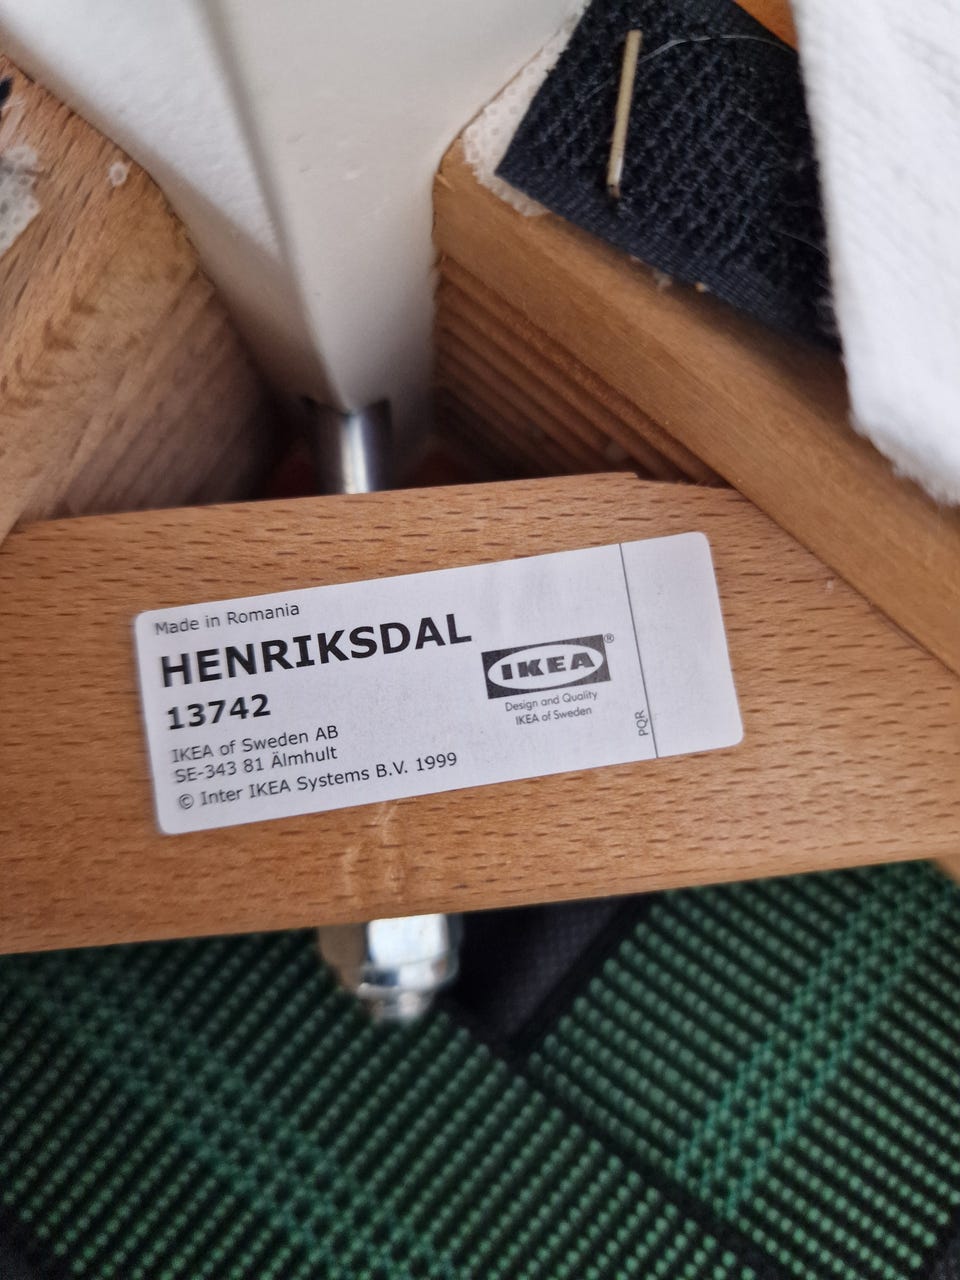 Made in Romania
HENRIKSDAL
13742
IKEA of Sweden AB
SE-343 81 Älmhult
© Inter IKEA Systems B.V. 1999
IKEA®
Design and Quality
IKEA of Sweden
PQR